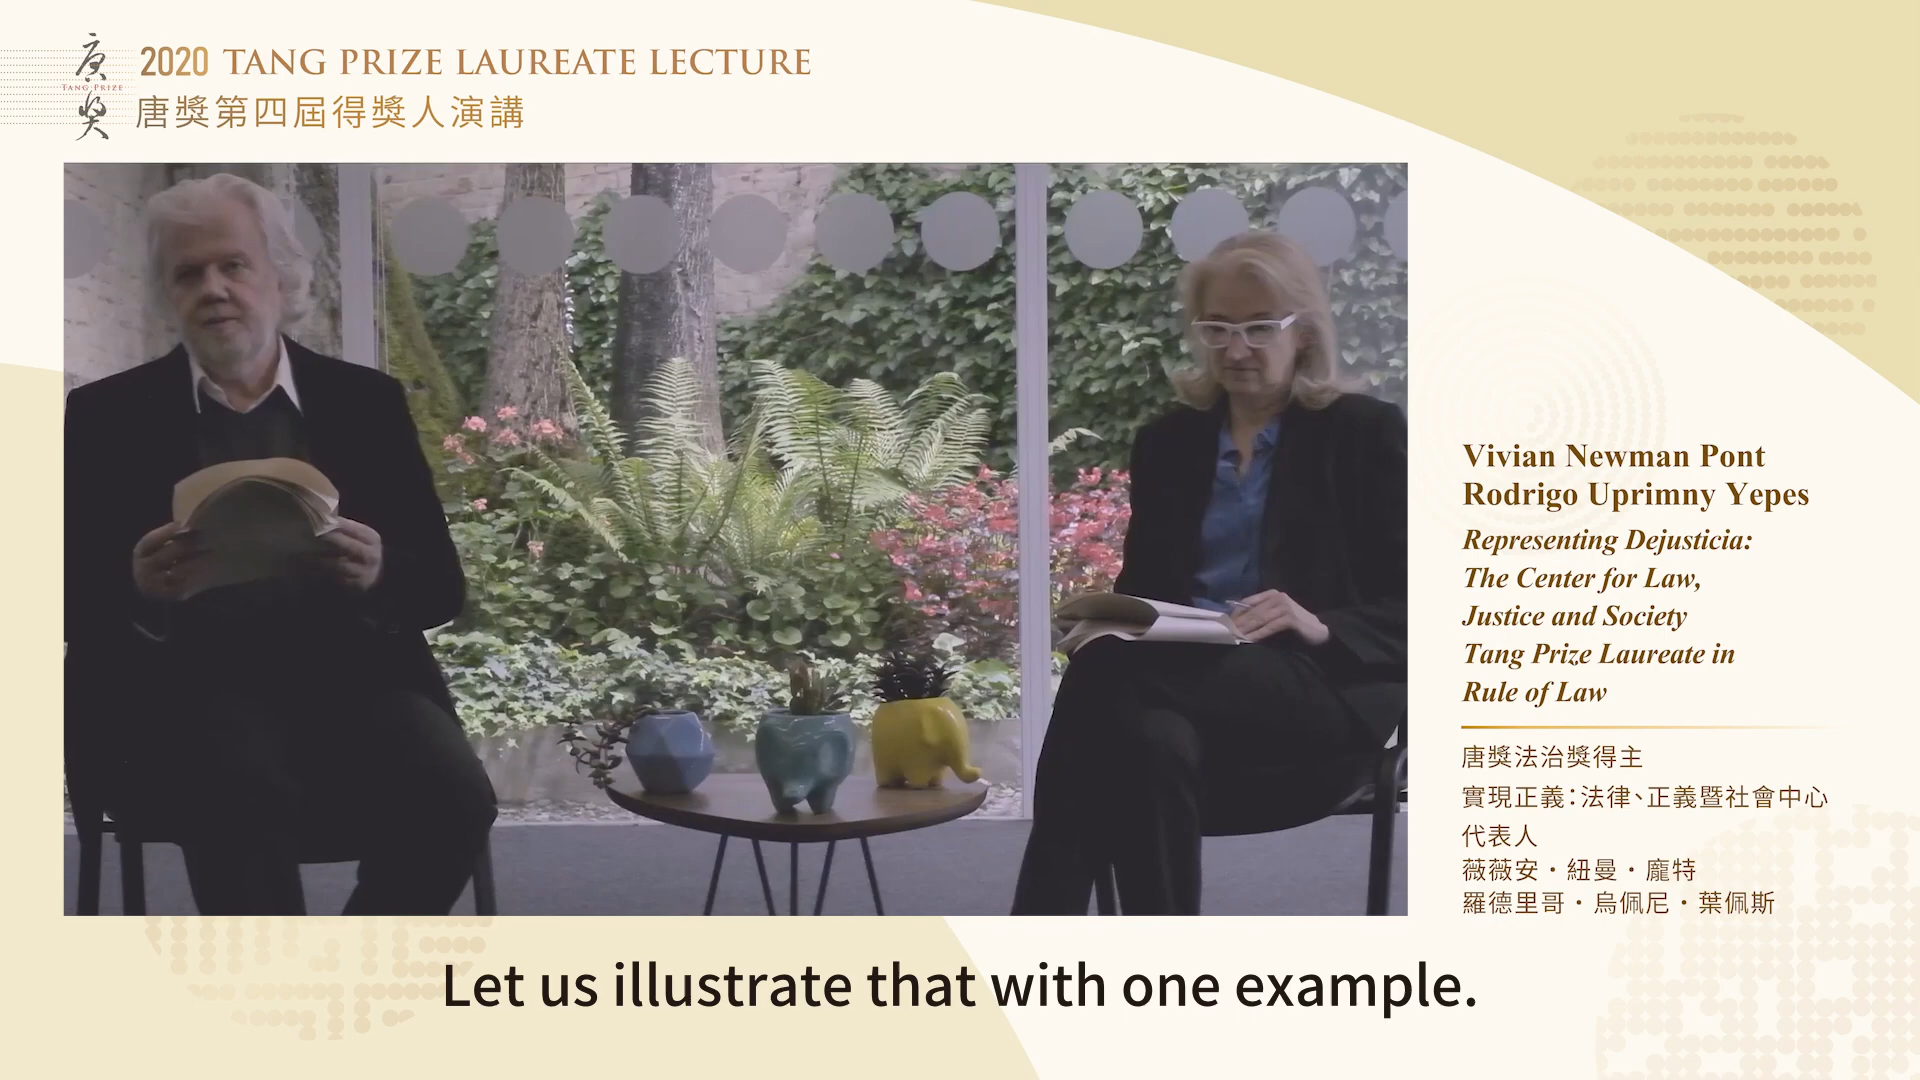 唐獎
TANG PRIZE
2020 TANG PRIZE LAUREATE LECTURE
唐獎第四屆得獎人演講
Vivian Newman Pont
Rodrigo Uprimny Yepes
Representing Dejusticia:
The Center for Law,
Justice and Society
Tang Prize Laureate in
Rule of Law
唐獎法治獎得主
實現正義：法律、正義暨社會中心
代表人
薇薇安・紐曼・龐特
羅德里哥・烏佩尼・葉佩斯
Let us illustrate that with one example.